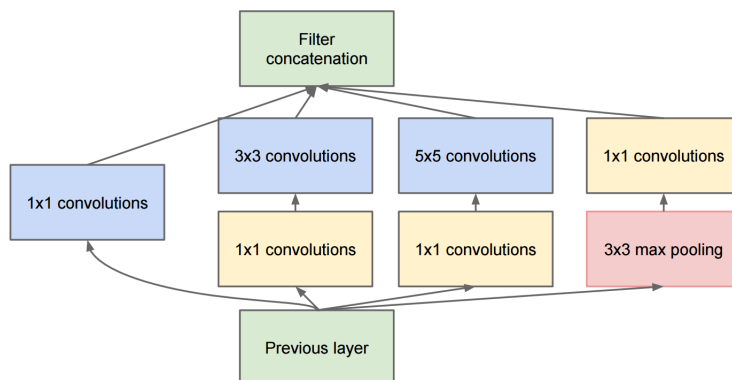 Filter
concatenation
3x3 convolutions
5x5 convolutions
1x1 convolutions
1x1 convolutions
1x1 convolutions
1x1 convolutions
3x3 max pooling
Previous layer